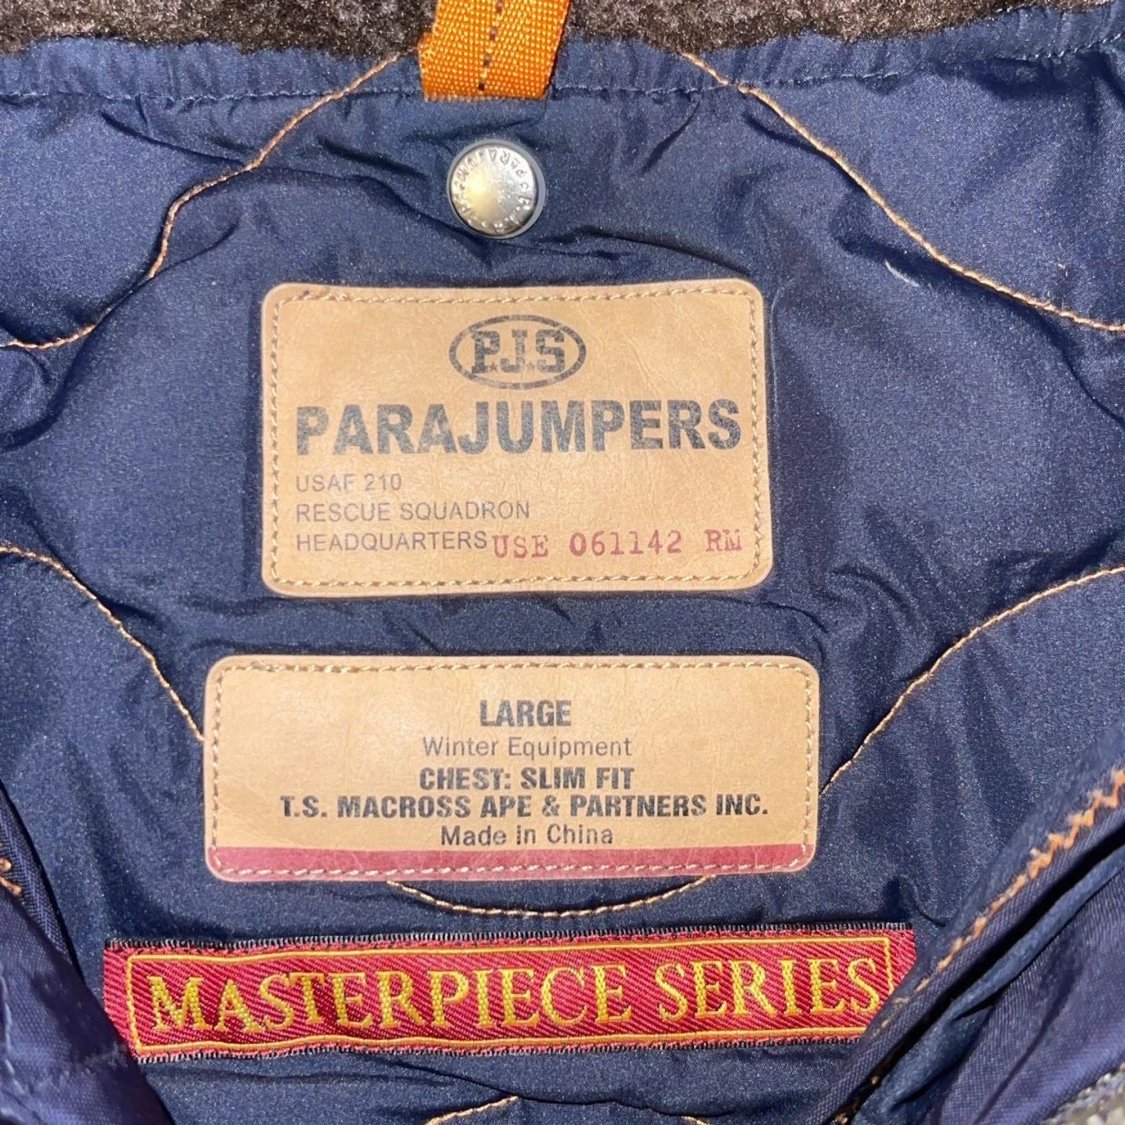 PJS
PARAJUMPERS
USAF 210
RESCUE SQUADRON
HEADQUARTERS USE 061142 RM
LARGE
Winter Equipment
CHEST: SLIM FIT
T.S. MACROSS APE & PARTNERS INC.
Made in China
MASTERPIECE SERIES